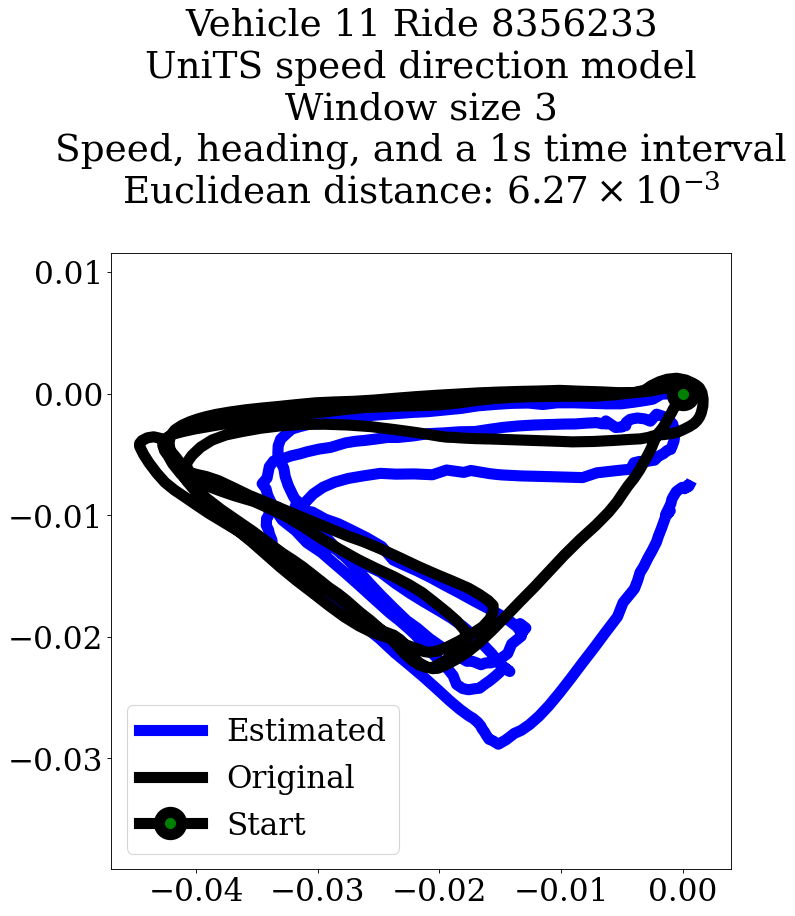 Vehicle 11 Ride 8356233
UniTS speed direction model
Window size 3
Speed, heading, and a 1s time interval
Euclidean distance: 6.27 × 10⁻³
0.01
0.00
−0.01
−0.02
−0.03
Estimated
Original
Start
−0.04 −0.03 −0.02 −0.01 0.00